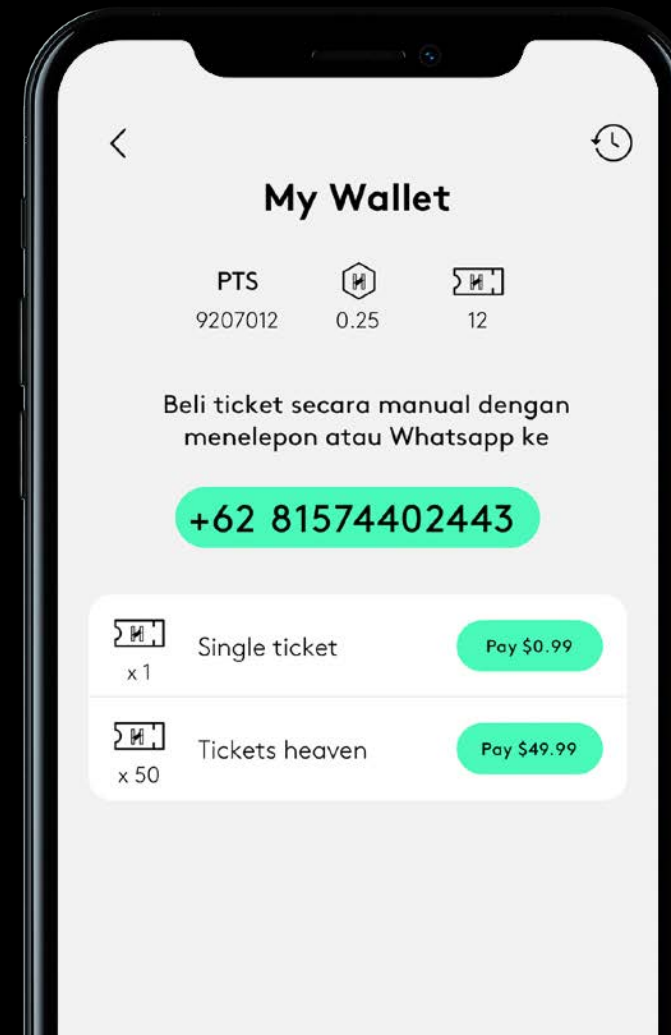 My Wallet
PTS
9207012 0.25 12
Beli ticket secara manual dengan
menelepon atau Whatsapp ke
+62 81574402443
Single ticket Pay $0.99
x 1
Tickets heaven Pay $49.99
x 50